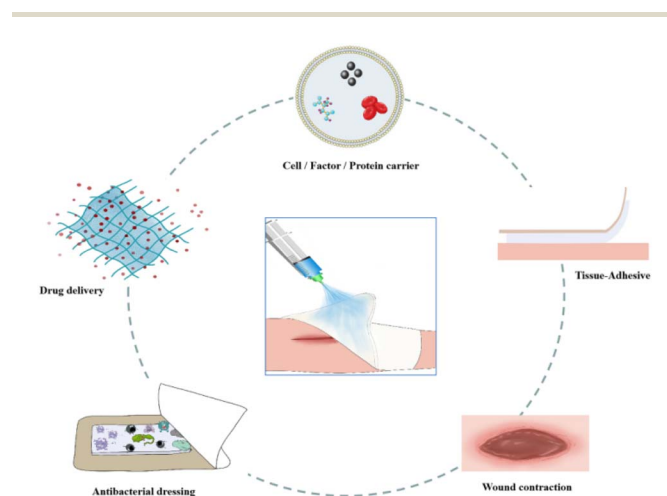 Cell / Factor / Protein carrier
Tissue-Adhesive
Drug delivery
Wound contraction
Antibacterial dressing